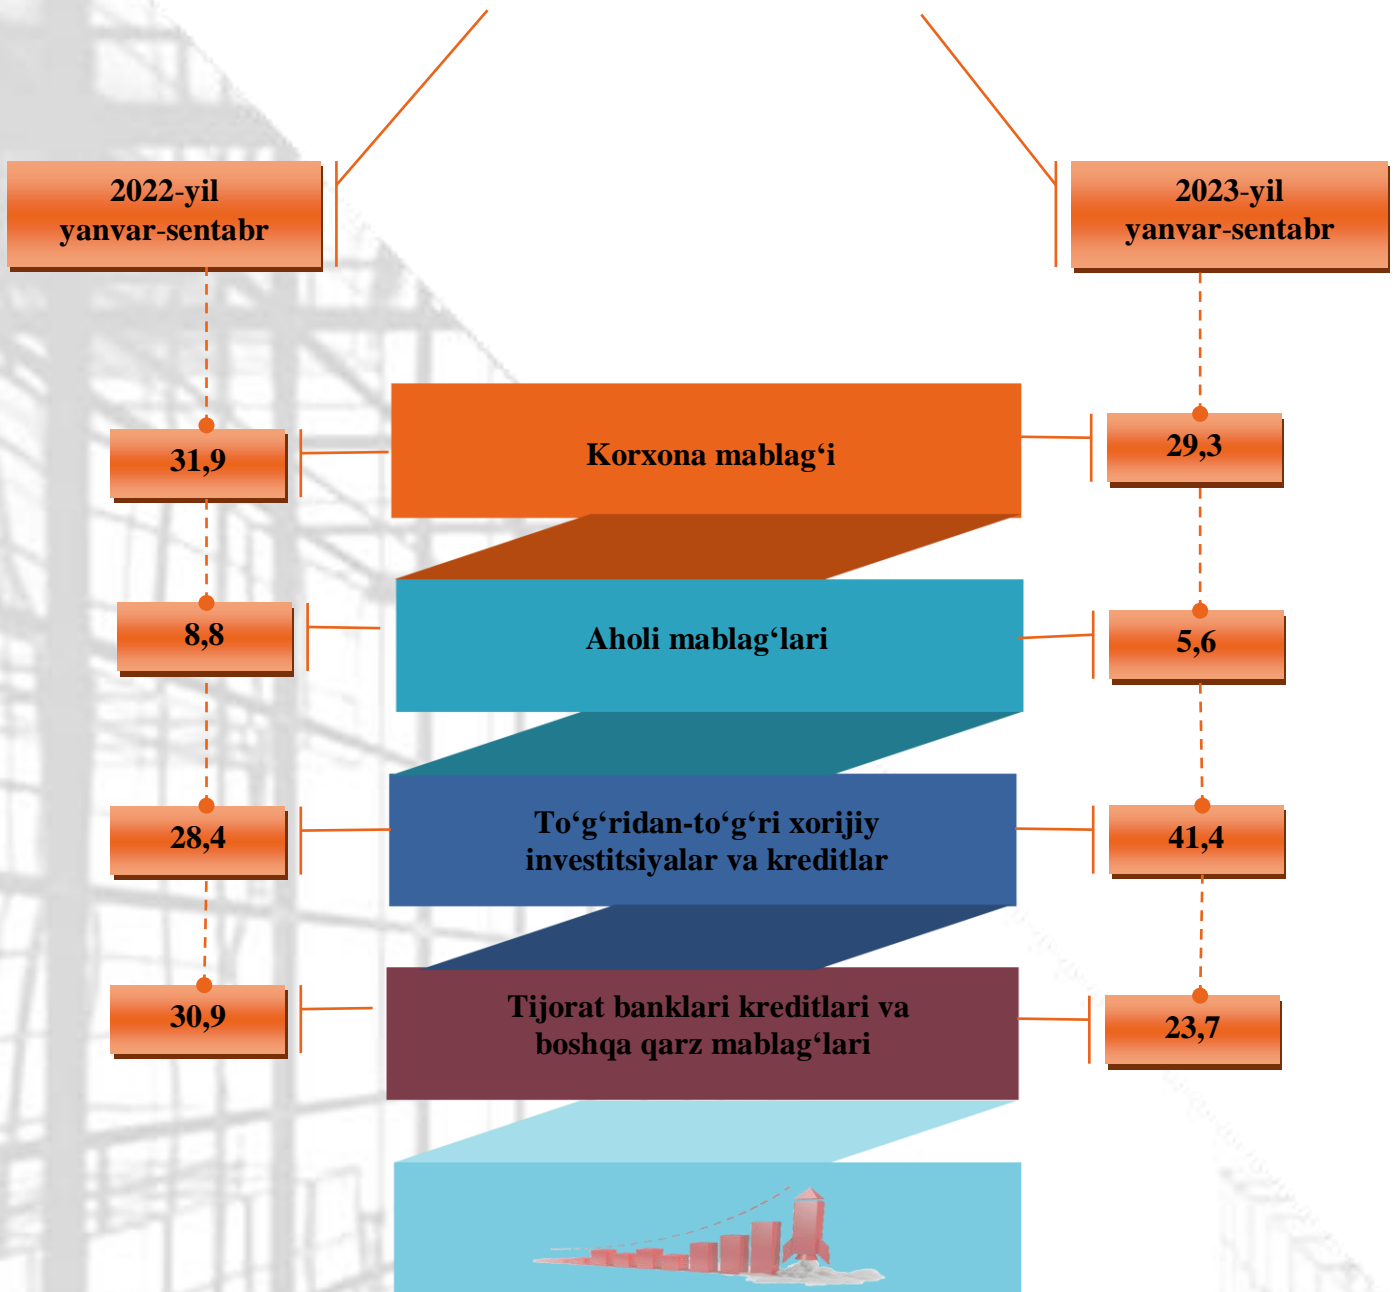 2022-yil
yanvar-sentabr
2023-yil
yanvar-sentabr
31,9
Korxona mablag‘i
29,3
8,8
Aholi mablag‘lari
5,6
28,4
To‘g‘ridan-to‘g‘ri xorijiy
investitsiyalar va kreditlar
41,4
30,9
Tijorat banklari kreditlari va
boshqa qarz mablag‘lari
23,7